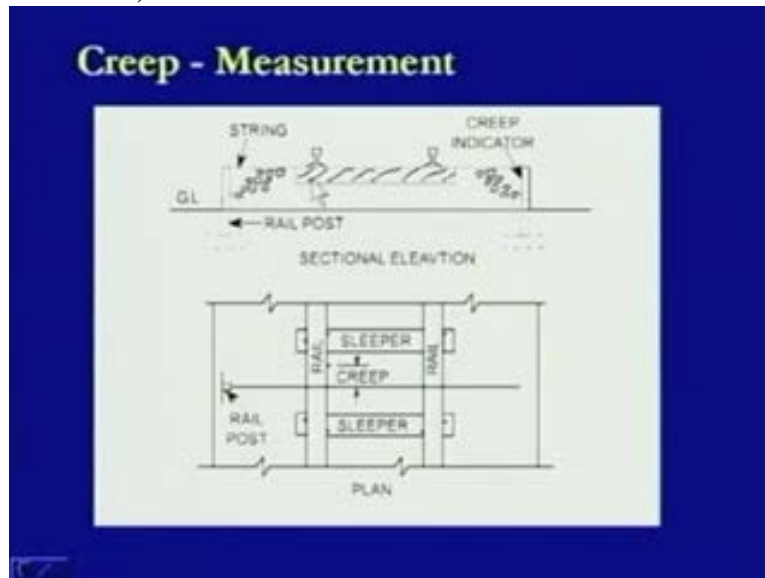 Creep - Measurement
STRING
CREEP
INDICATOR
G.L
RAIL POST
SECTIONAL ELEAVTION
SLEEPER
RAIL
RAIL
CREEP
RAIL
POST
SLEEPER
PLAN